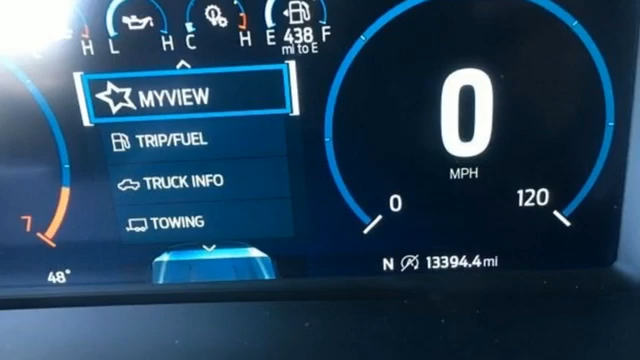 H L H C H E 438 F
mi to E
MYVIEW
TRIP/FUEL
TRUCK INFO
TOWING
0
MPH
0 120
7
48°
N 13394.4 mi